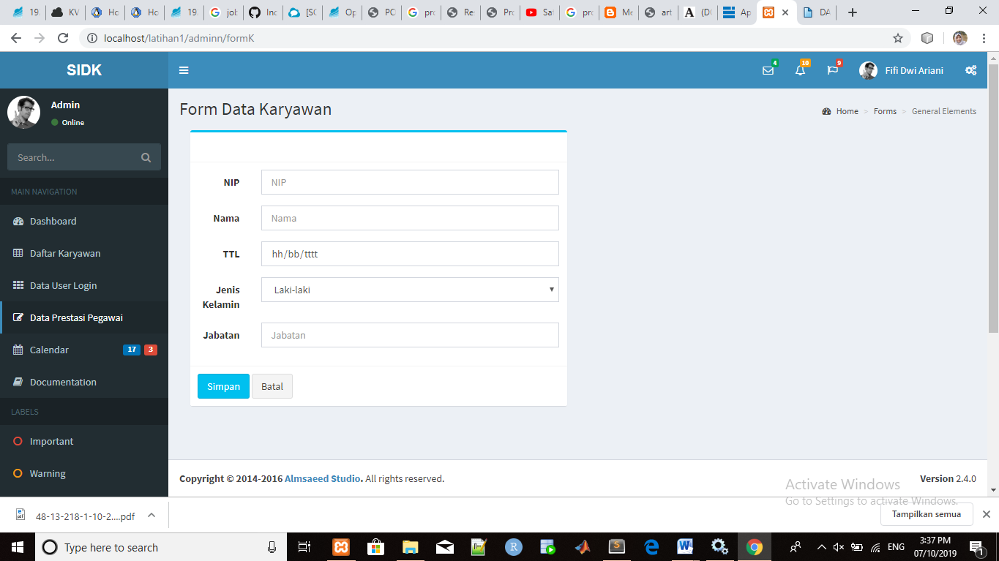 19
KV
Ho
Ho
19
job
Inc
[SO
Op
PC
pro
Re
Pro
Sa
pro
Me
art
(DO
Ap
DA
localhost/latihan1/adminn/formK
SIDK
4
10
9
Fifi Dwi Ariani
Admin
Online
Form Data Karyawan
Home > Forms > General Elements
Search...
MAIN NAVIGATION
Dashboard
Daftar Karyawan
Data User Login
Data Prestasi Pegawai
Calendar 17 3
Documentation
LABELS
Important
Warning
NIP NIP
Nama Nama
TTL hh/bb/tttt
Jenis Kelamin Laki-laki
Jabatan Jabatan
Simpan Batal
Copyright © 2014-2016 Almsaeed Studio. All rights reserved.
Version 2.4.0
Activate Windows
Go to Settings to activate Windows.
48-13-218-1-10-2....pdf
Tampilkan semua
Type here to search
ENG
3:37 PM
07/10/2019
1